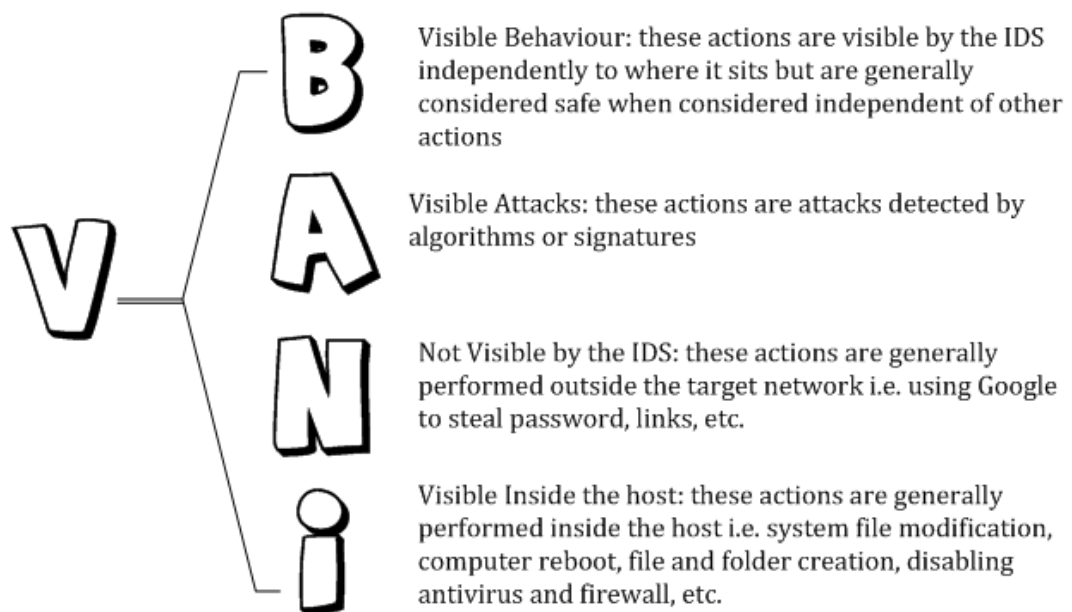 V
B
Visible Behaviour: these actions are visible by the IDS
independently to where it sits but are generally
considered safe when considered independent of other
actions
A
Visible Attacks: these actions are attacks detected by
algorithms or signatures
N
Not Visible by the IDS: these actions are generally
performed outside the target network i.e. using Google
to steal password, links, etc.
i
Visible Inside the host: these actions are generally
performed inside the host i.e. system file modification,
computer reboot, file and folder creation, disabling
antivirus and firewall, etc.